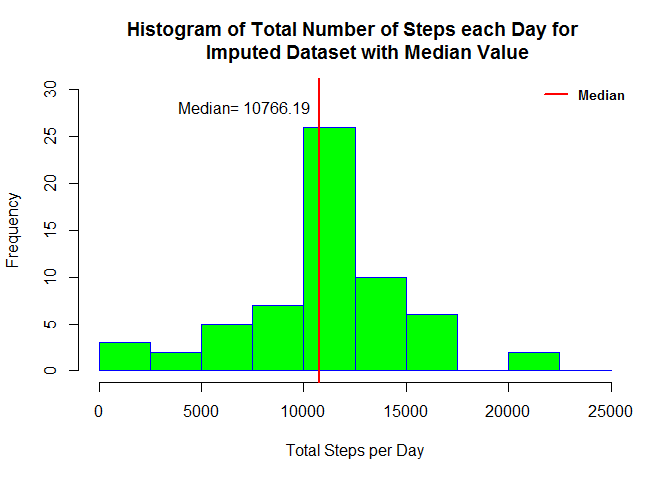 Histogram of Total Number of Steps each Day for
Imputed Dataset with Median Value
Median= 10766.19
Median
Frequency
30
25
20
15
10
5
0
0 5000 10000 15000 20000 25000
Total Steps per Day